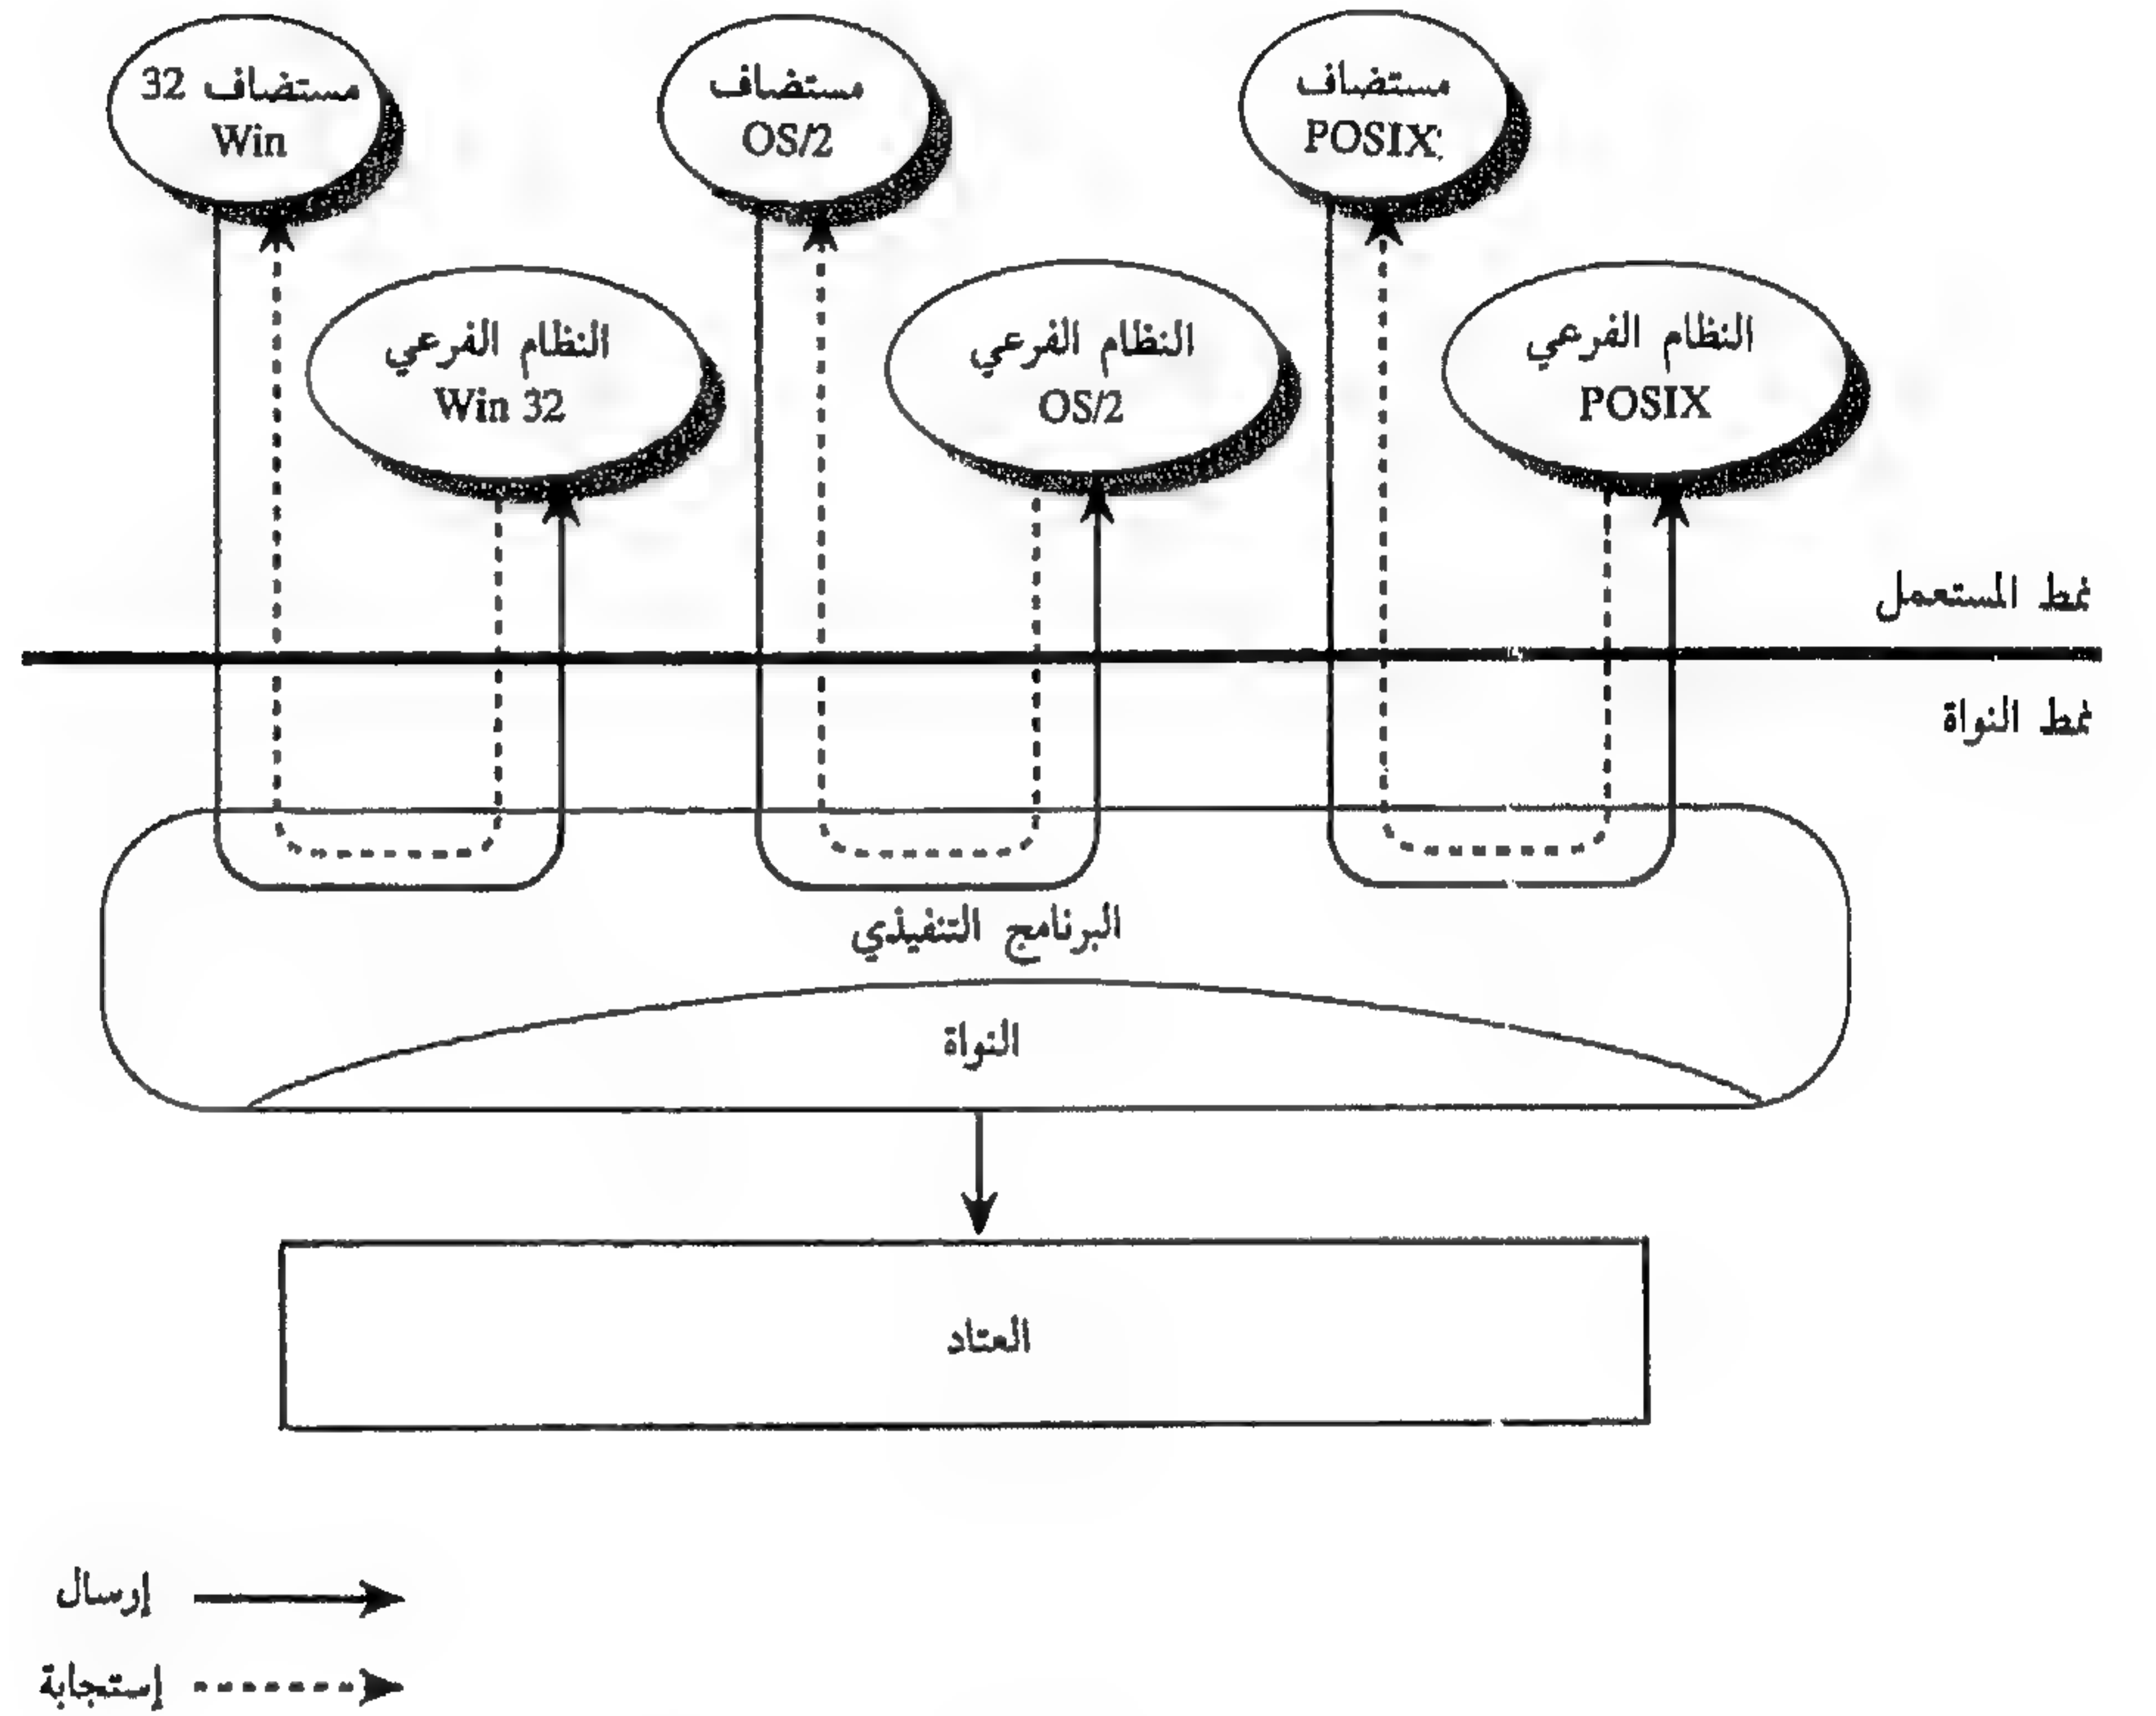 مستضاف 32
Win
مستضاف
OS/2
مستضاف
POSIX
النظام الفرعي
Win 32
النظام الفرعي
OS/2
النظام الفرعي
POSIX
نمط المستعمل
نمط النواة
البرنامج التنفيذي
النواة
العتاد
إرسال
إستجابة